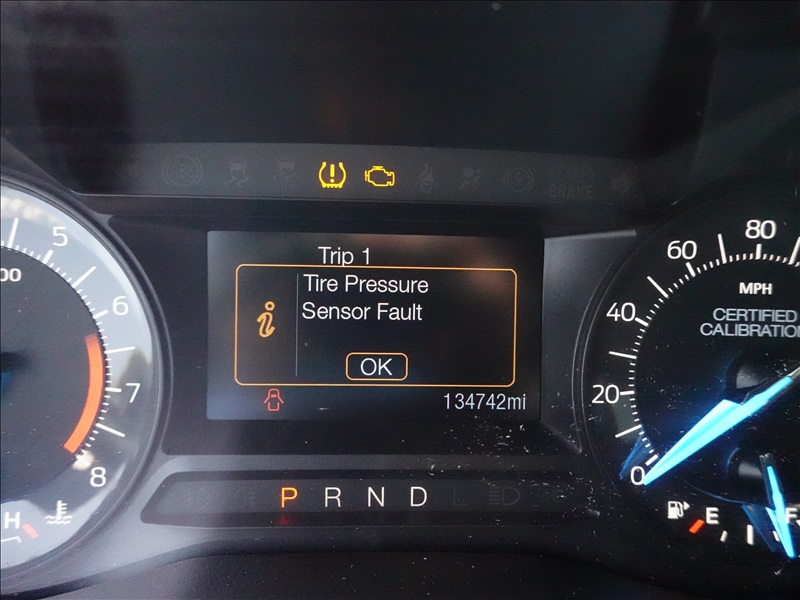 BRAKE
Trip 1
Tire Pressure
Sensor Fault
OK
134742mi
5
6
7
8
H
P R N D
80
60
40
20
0
MPH
CERTIFIED
CALIBRATION
E
F